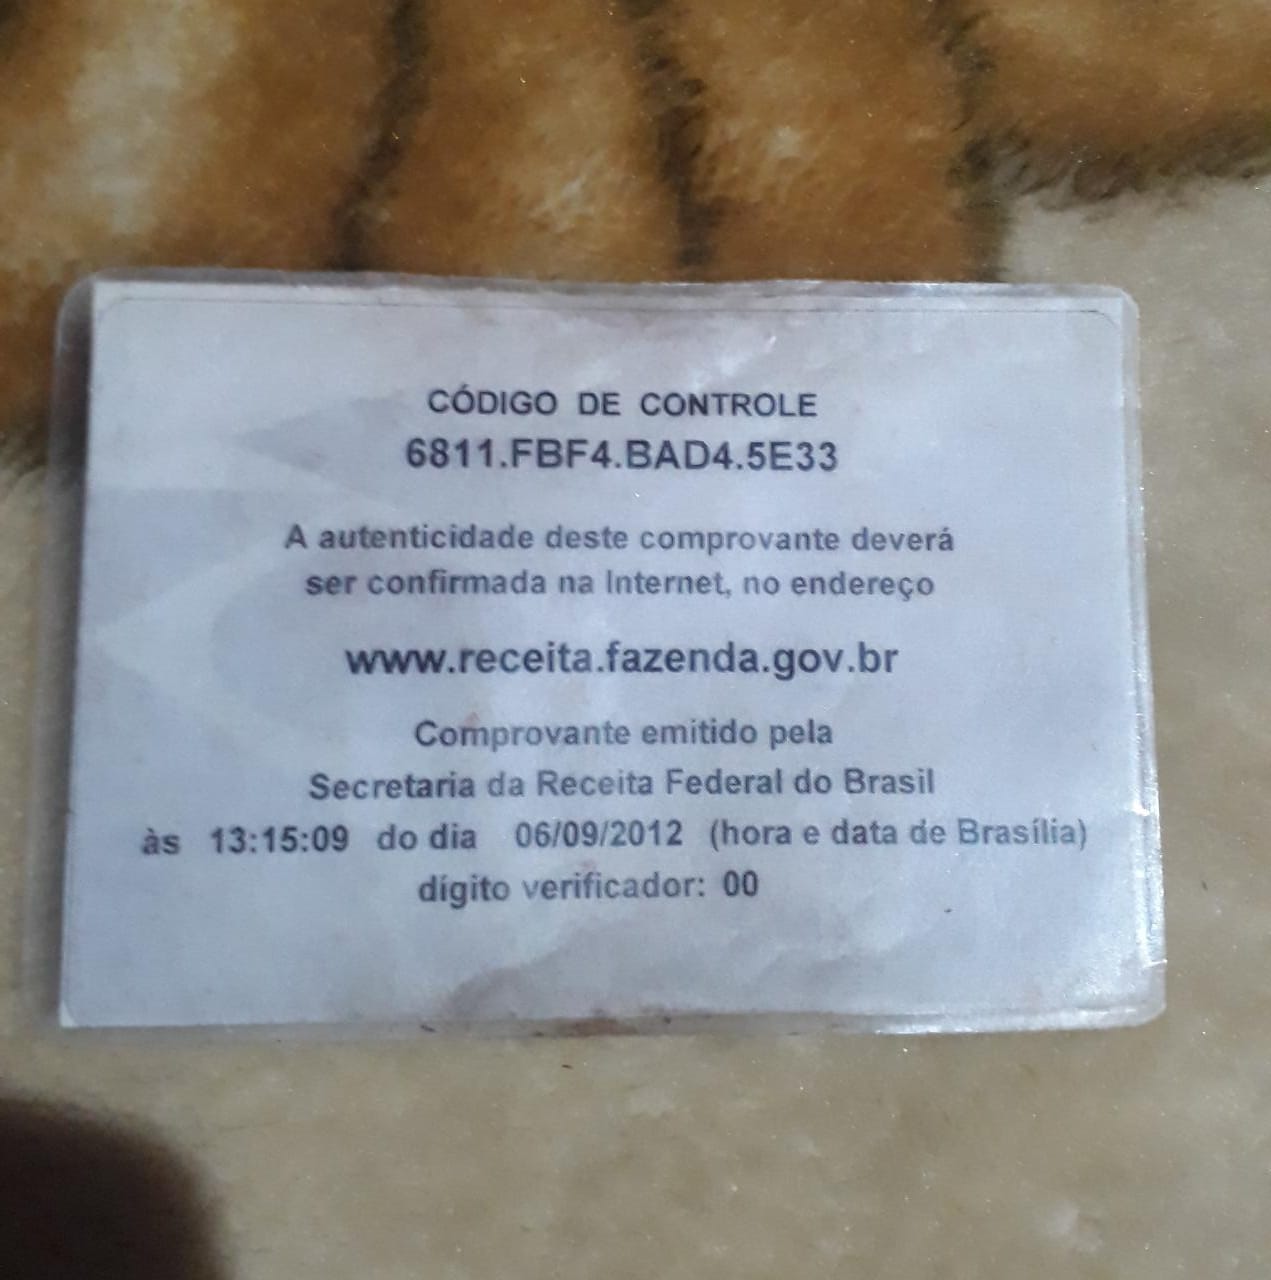 CÓDIGO DE CONTROLE
6811.FBF4.BAD4.5E33
A autenticidade deste comprovante deverá
ser confirmada na Internet, no endereço
www.receita.fazenda.gov.br
Comprovante emitido pela
Secretaria da Receita Federal do Brasil
às 13:15:09 do dia 06/09/2012 (hora e data de Brasília)
dígito verificador: 00